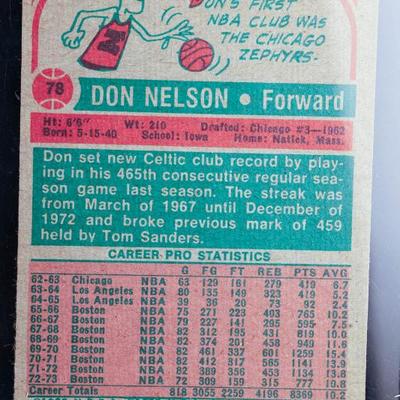 DON'S FIRST
NBA CLUB WAS
THE CHICAGO
ZEPHYRS.
78
DON NELSON • Forward
Ht: 6'6" Wt: 210 Drafted: Chicago #3—1962
Born: 5-15-40 School: Iowa Home: Natick, Mass.
Don set new Celtic club record by play-
ing in his 465th consecutive regular sea-
son game last season. The streak was
from March of 1967 until December of
1972 and broke previous mark of 459
held by Tom Sanders.
CAREER PRO STATISTICS
G FG FT REB PTS AVG
62-63 Chicago NBA 63 129 161 279 419 6.7
63-64 Los Angeles NBA 80 135 149 323 419 5.2
64-65 Los Angeles NBA 39 36 20 73 92 2.4
65-66 Boston NBA 75 271 223 403 765 10.2
66-67 Boston NBA 79 227 141 295 595 7.5
67-68 Boston NBA 82 312 195 431 819 10.0
68-69 Boston NBA 82 374 201 458 949 11.6
69-70 Boston NBA 82 461 337 601 1259 15.4
70-71 Boston NBA 82 412 317 565 1141 13.9
71-72 Boston NBA 82 389 356 453 1134 13.8
72-73 Boston NBA 72 309 159 315 777 10.8
Career Totals 818 3055 2259 4196 8369 10.2